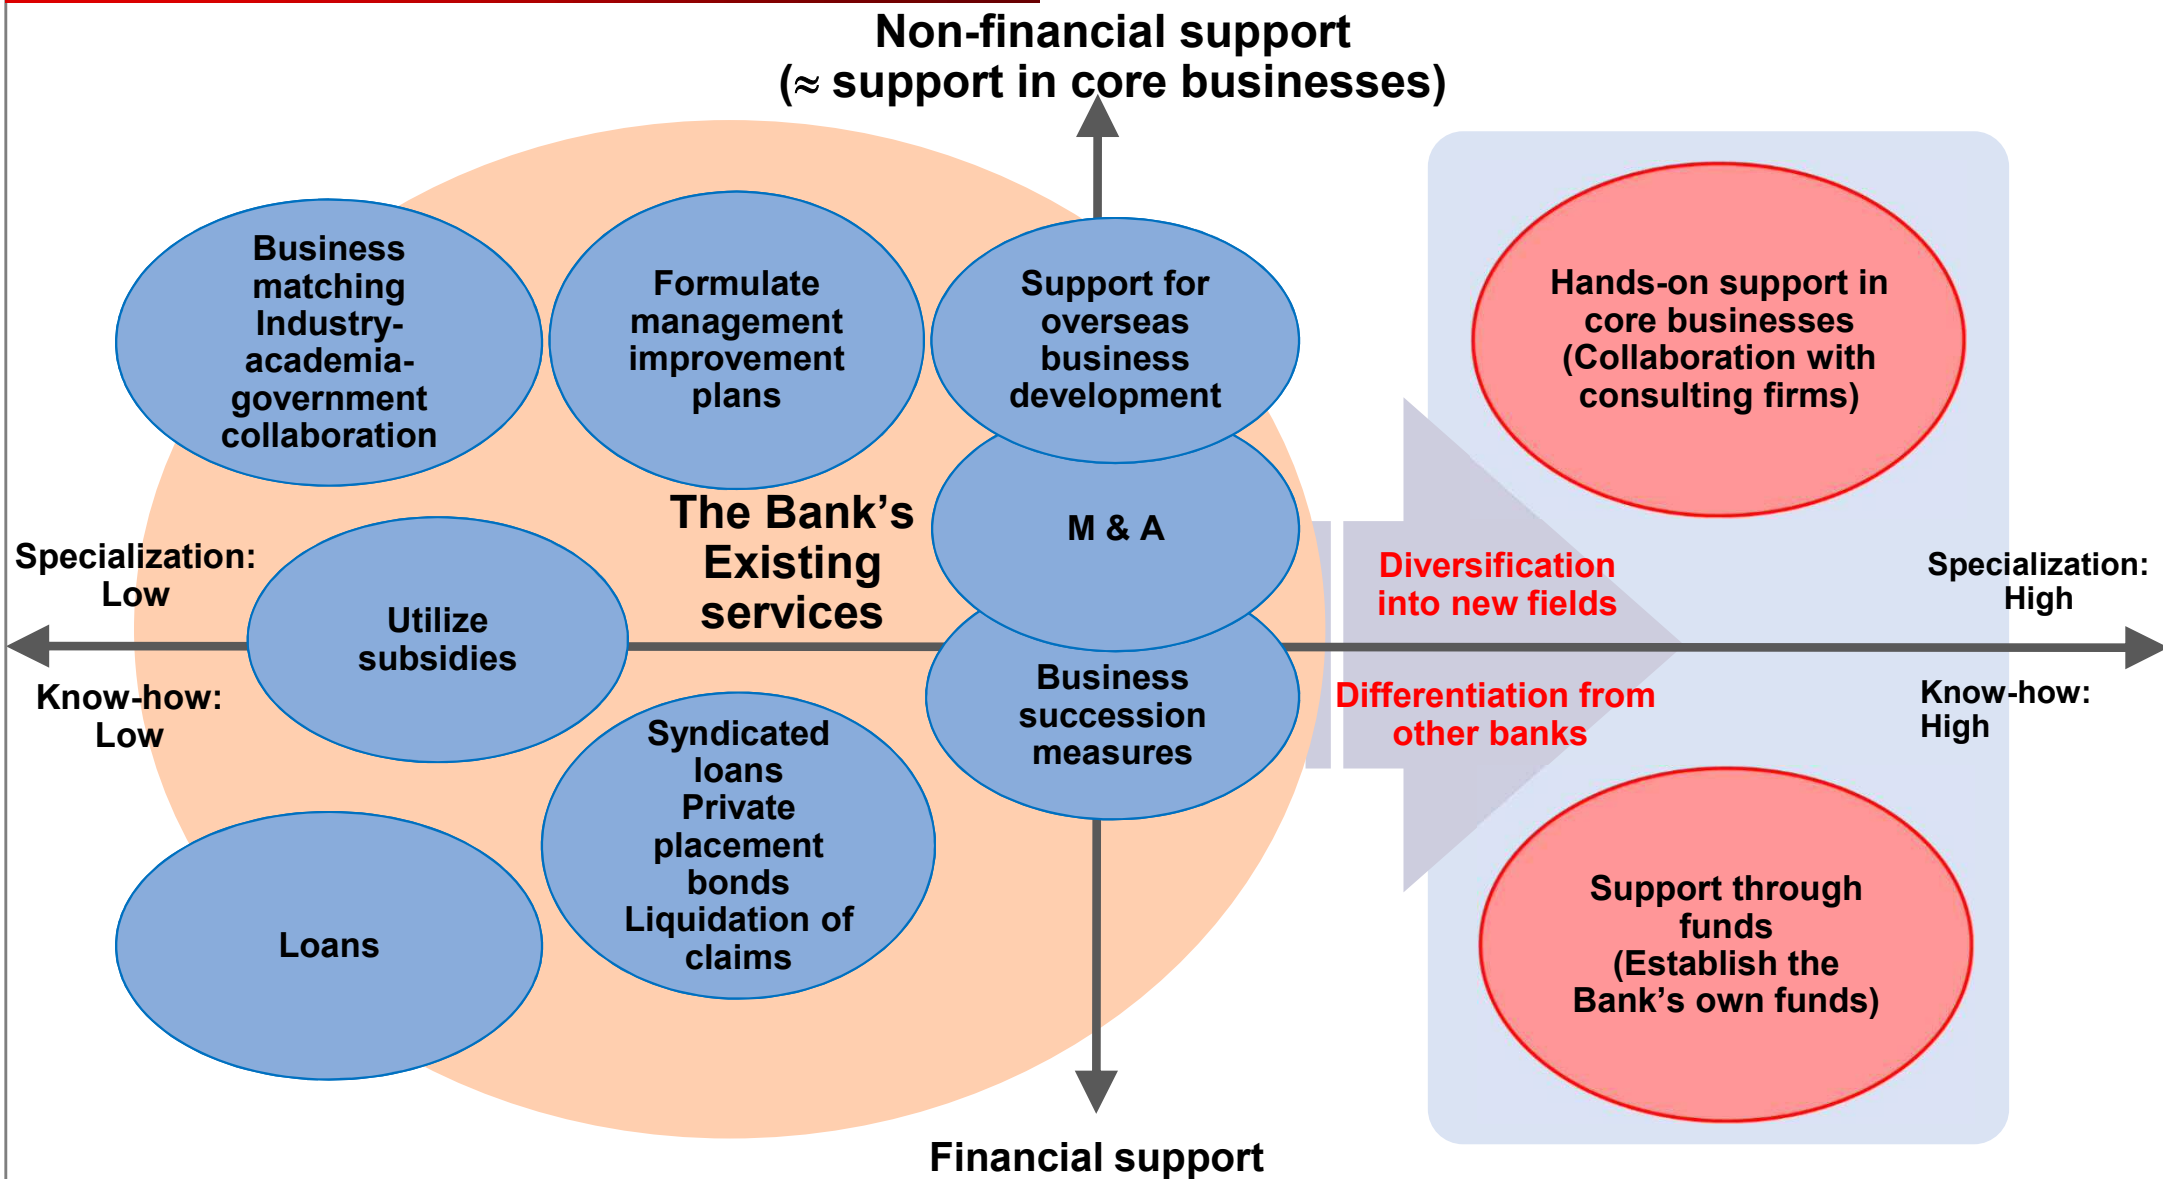 Non-financial support
(≈ support in core businesses)
Business
matching
Industry-
academia-
government
collaboration
Formulate
management
improvement
plans
Support for
overseas
business
development
Hands-on support in
core businesses
(Collaboration with
consulting firms)
The Bank’s
Existing
services
M & A
Specialization:
Low
Utilize
subsidies
Diversification
into new fields
Specialization:
High
Know-how:
Low
Business
succession
measures
Differentiation from
other banks
Know-how:
High
Syndicated
loans
Private
placement
bonds
Liquidation of
claims
Loans
Support through
funds
(Establish the
Bank’s own funds)
Financial support